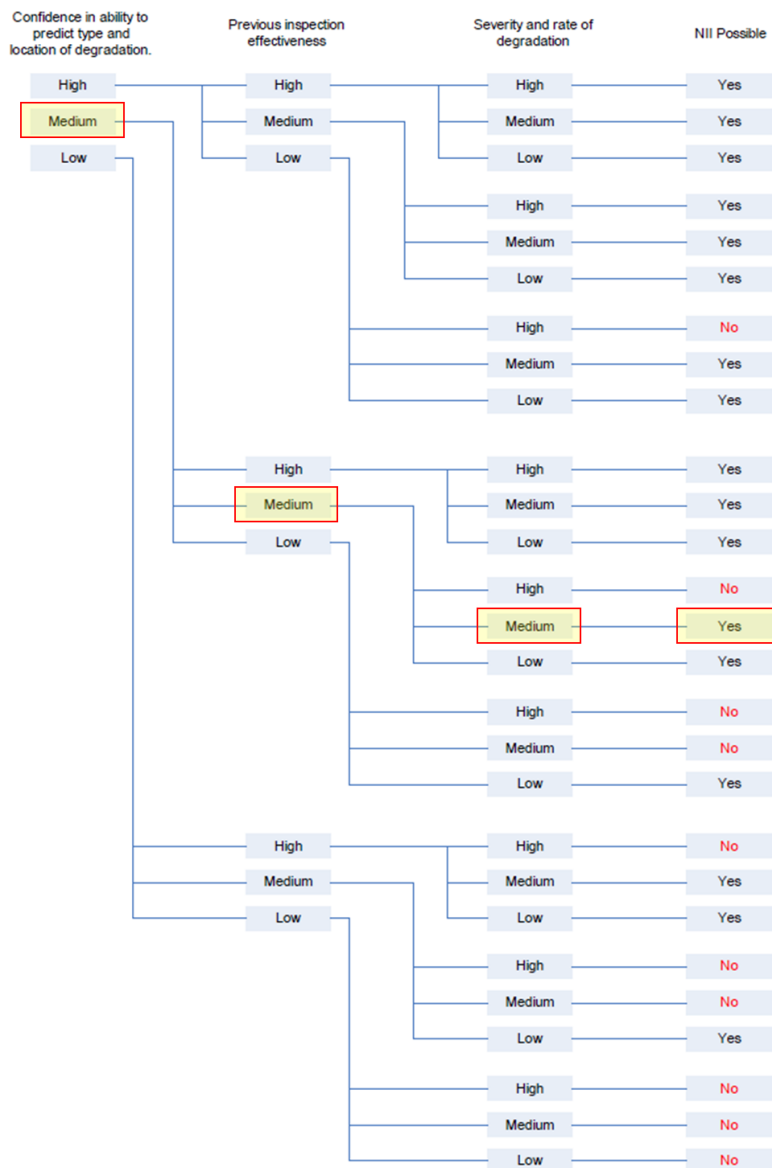 Confidence in ability to
predict type and
location of degradation.
Previous inspection
effectiveness
Severity and rate of
degradation
NII Possible
High High High Yes
Medium Medium Medium Yes
Low Low Low Yes
High Yes
Medium Yes
Low Yes
High No
Medium Yes
Low Yes
High High Yes
Medium Medium Yes
Low Low Yes
High No
Medium Yes
Low Yes
High No
Medium No
Low Yes
High High No
Medium Medium Yes
Low Low Yes
High No
Medium No
Low Yes
High No
Medium No
Low No